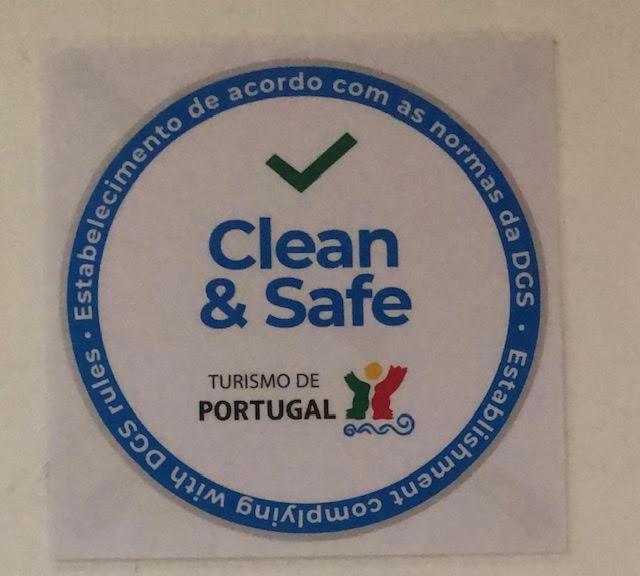 Estabelecimento de acordo com as normas da DGS •
Establishment complying with DGS rules •
Clean
& Safe
TURISMO DE
PORTUGAL